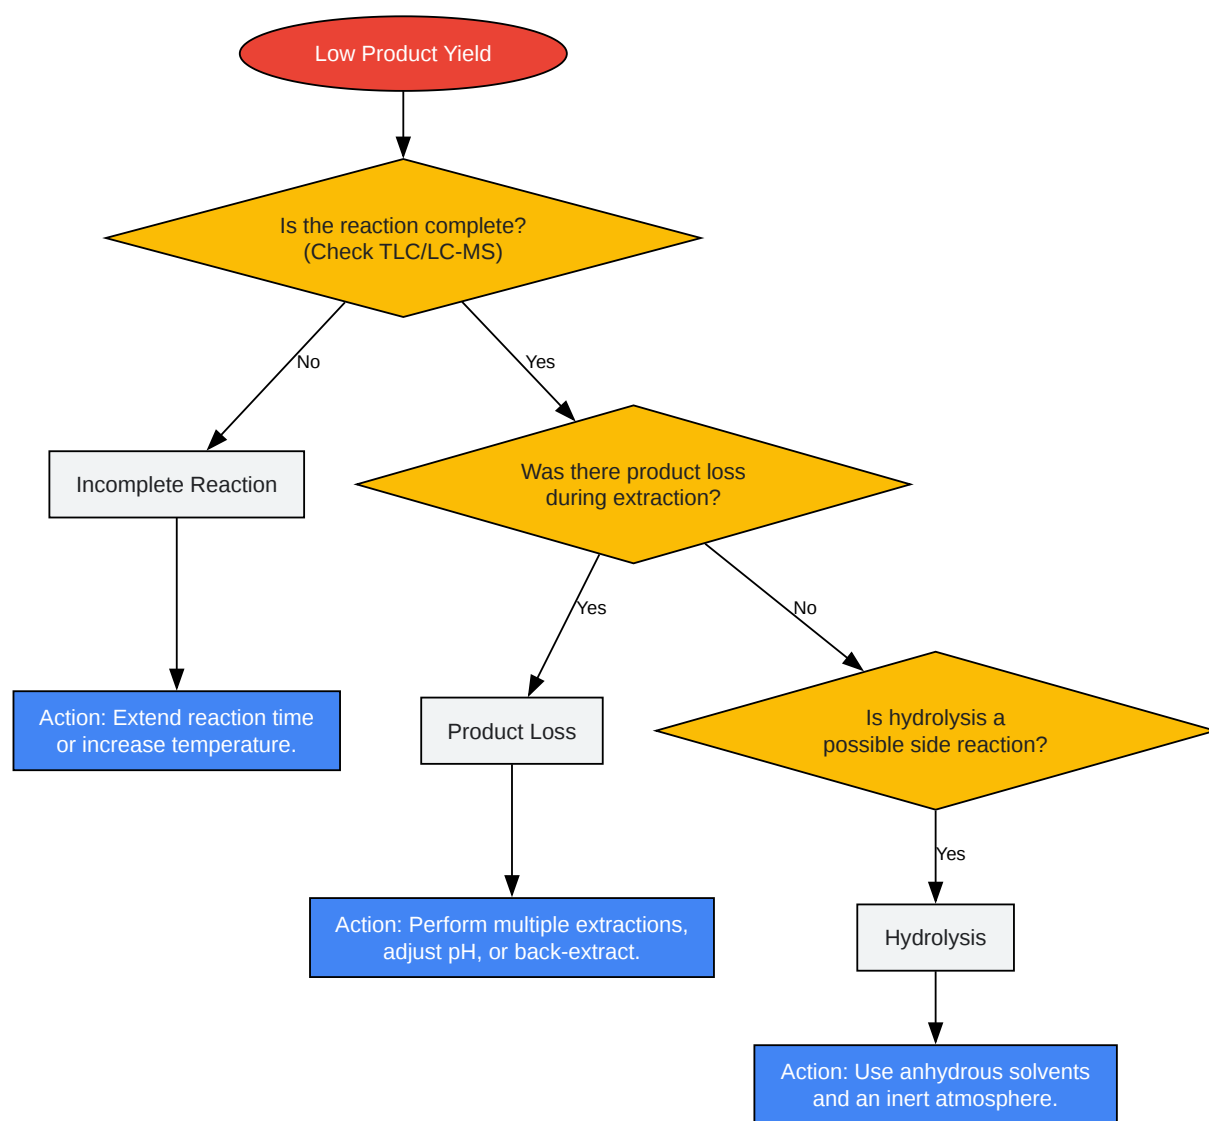 Low Product Yield
Is the reaction complete?
(Check TLC/LC-MS)
No
Yes
Incomplete Reaction
Was there product loss
during extraction?
Yes
No
Action: Extend reaction time
or increase temperature.
Product Loss
Is hydrolysis a
possible side reaction?
Yes
Action: Perform multiple extractions,
adjust pH, or back-extract.
Hydrolysis
Action: Use anhydrous solvents
and an inert atmosphere.